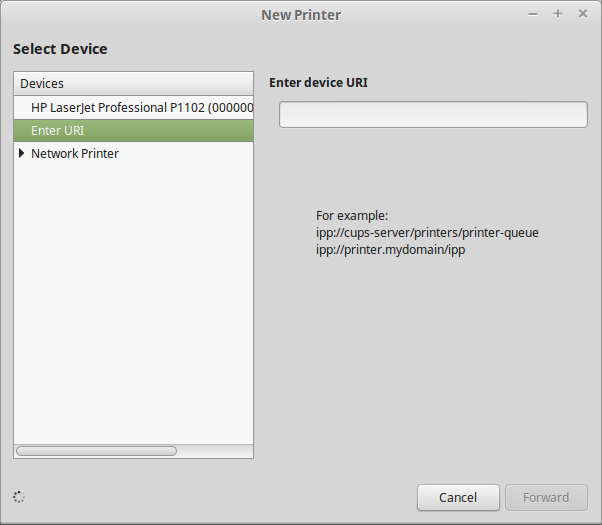 New Printer
Select Device
Devices
HP LaserJet Professional P1102 (000000
Enter URI
Network Printer
Enter device URI
For example:
ipp://cups-server/printers/printer-queue
ipp://printer.mydomain/ipp
Cancel
Forward